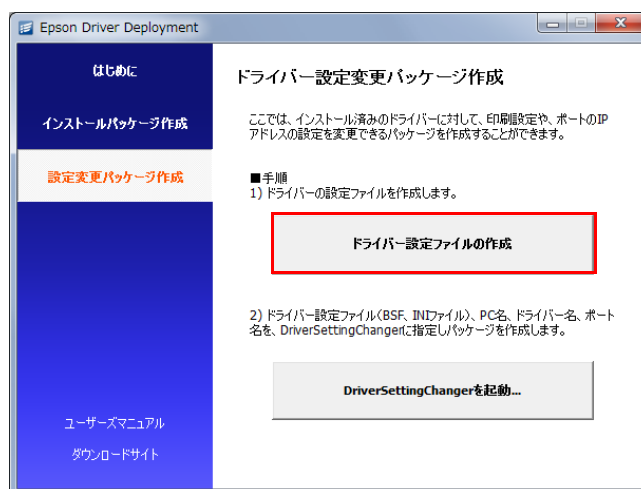 Epson Driver Deployment
はじめに
インストールパッケージ作成
設定変更パッケージ作成
ユーザーズマニュアル
ダウンロードサイト
ドライバー設定変更パッケージ作成
ここでは、インストール済みのドライバーに対して、印刷設定や、ポートのIP
アドレスの設定を変更できるパッケージを作成することができます。
■手順
1) ドライバーの設定ファイルを作成します。
ドライバー設定ファイルの作成
2) ドライバー設定ファイル(BSF、INIファイル)、PC名、ドライバー名、ポート
名を、DriverSettingChangerに指定しパッケージを作成します。
DriverSettingChangerを起動...